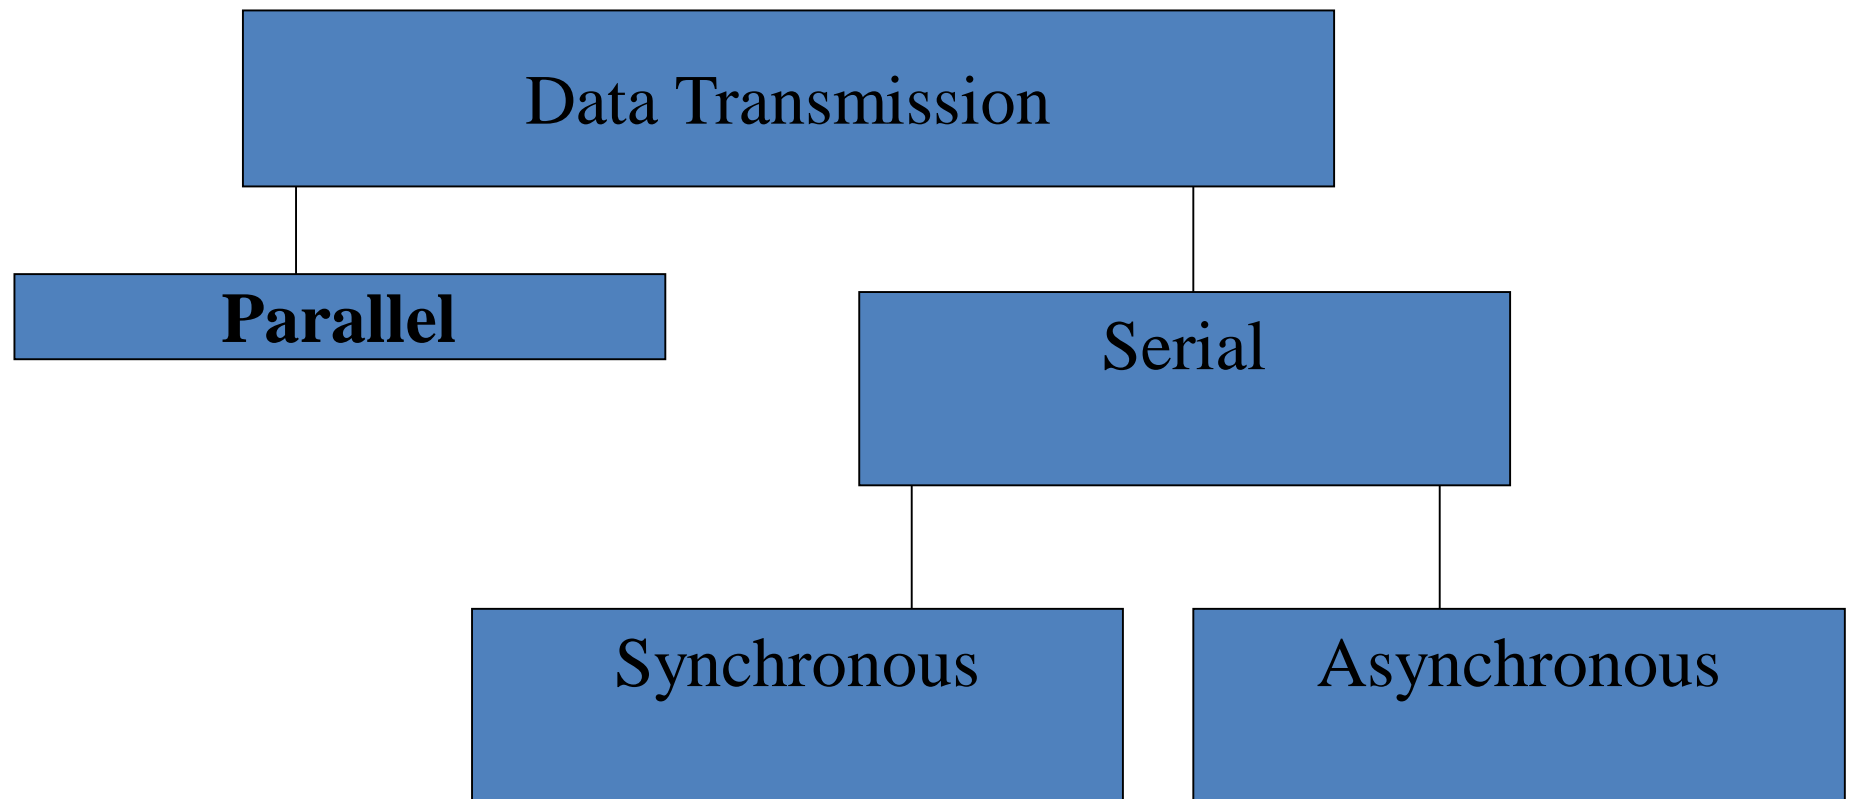 Data Transmission
Parallel
Serial
Synchronous
Asynchronous